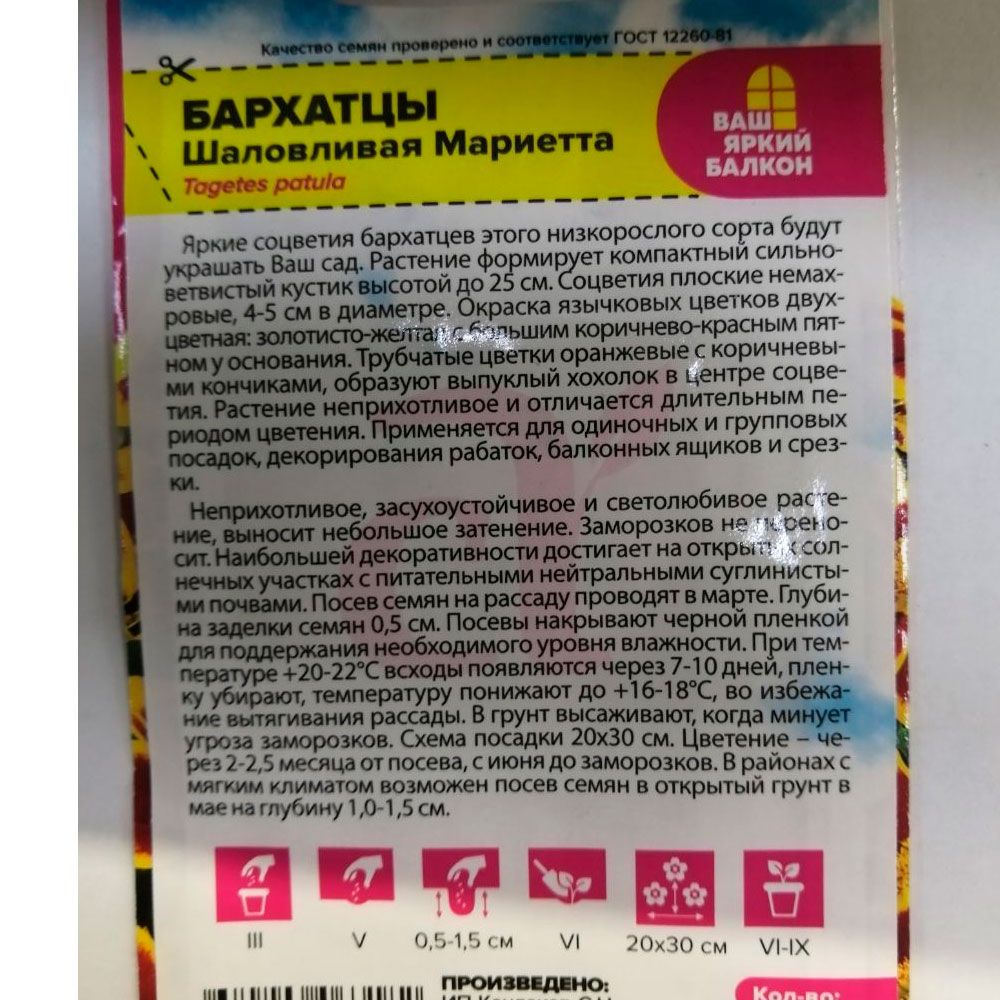 Качество семян проверено и соответствует ГОСТ 12260-81
БАРХАТЦЫ
Шаловливая Мариетта
Tagetes patula
ВАШ
ЯРКИЙ
БАЛКОН
Яркие соцветия бархатцев этого низкорослого сорта будут
украшать Ваш сад. Растение формирует компактный сильно-
ветвистый кустик высотой до 25 см. Соцветия плоские немах-
ровые, 4-5 см в диаметре. Окраска язычковых цветков двух-
цветная: золотисто-желтая с большим коричнево-красным пят-
ном у основания. Трубчатые цветки оранжевые с коричневы-
ми кончиками, образуют выпуклый хохолок в центре соцве-
тия. Растение неприхотливое и отличается длительным пе-
риодом цветения. Применяется для одиночных и групповых
посадок, декорирования рабаток, балконных ящиков и срез-
ки.
Неприхотливое, засухоустойчивое и светолюбивое расте-
ние, выносит небольшое затенение. Заморозков не перено-
сит. Наибольшей декоративности достигает на открытых сол-
нечных участках с питательными нейтральными суглинисты-
ми почвами. Посев семян на рассаду проводят в марте. Глуби-
на заделки семян 0,5 см. Посевы накрывают черной пленкой
для поддержания необходимого уровня влажности. При тем-
пературе +20-22°С всходы появляются через 7-10 дней, плен-
ку убирают, температуру понижают до +16-18°С, во избежа-
ние вытягивания рассады. В грунт высаживают, когда минует
угроза заморозков. Схема посадки 20х30 см. Цветение – че-
рез 2-2,5 месяца от посева, с июня до заморозков. В районах с
мягким климатом возможен посев семян в открытый грунт в
мае на глубину 1,0-1,5 см.
III V 0,5-1,5 см VI 20х30 см VI-IX
ПРОИЗВЕДЕНО:
Кол-во: